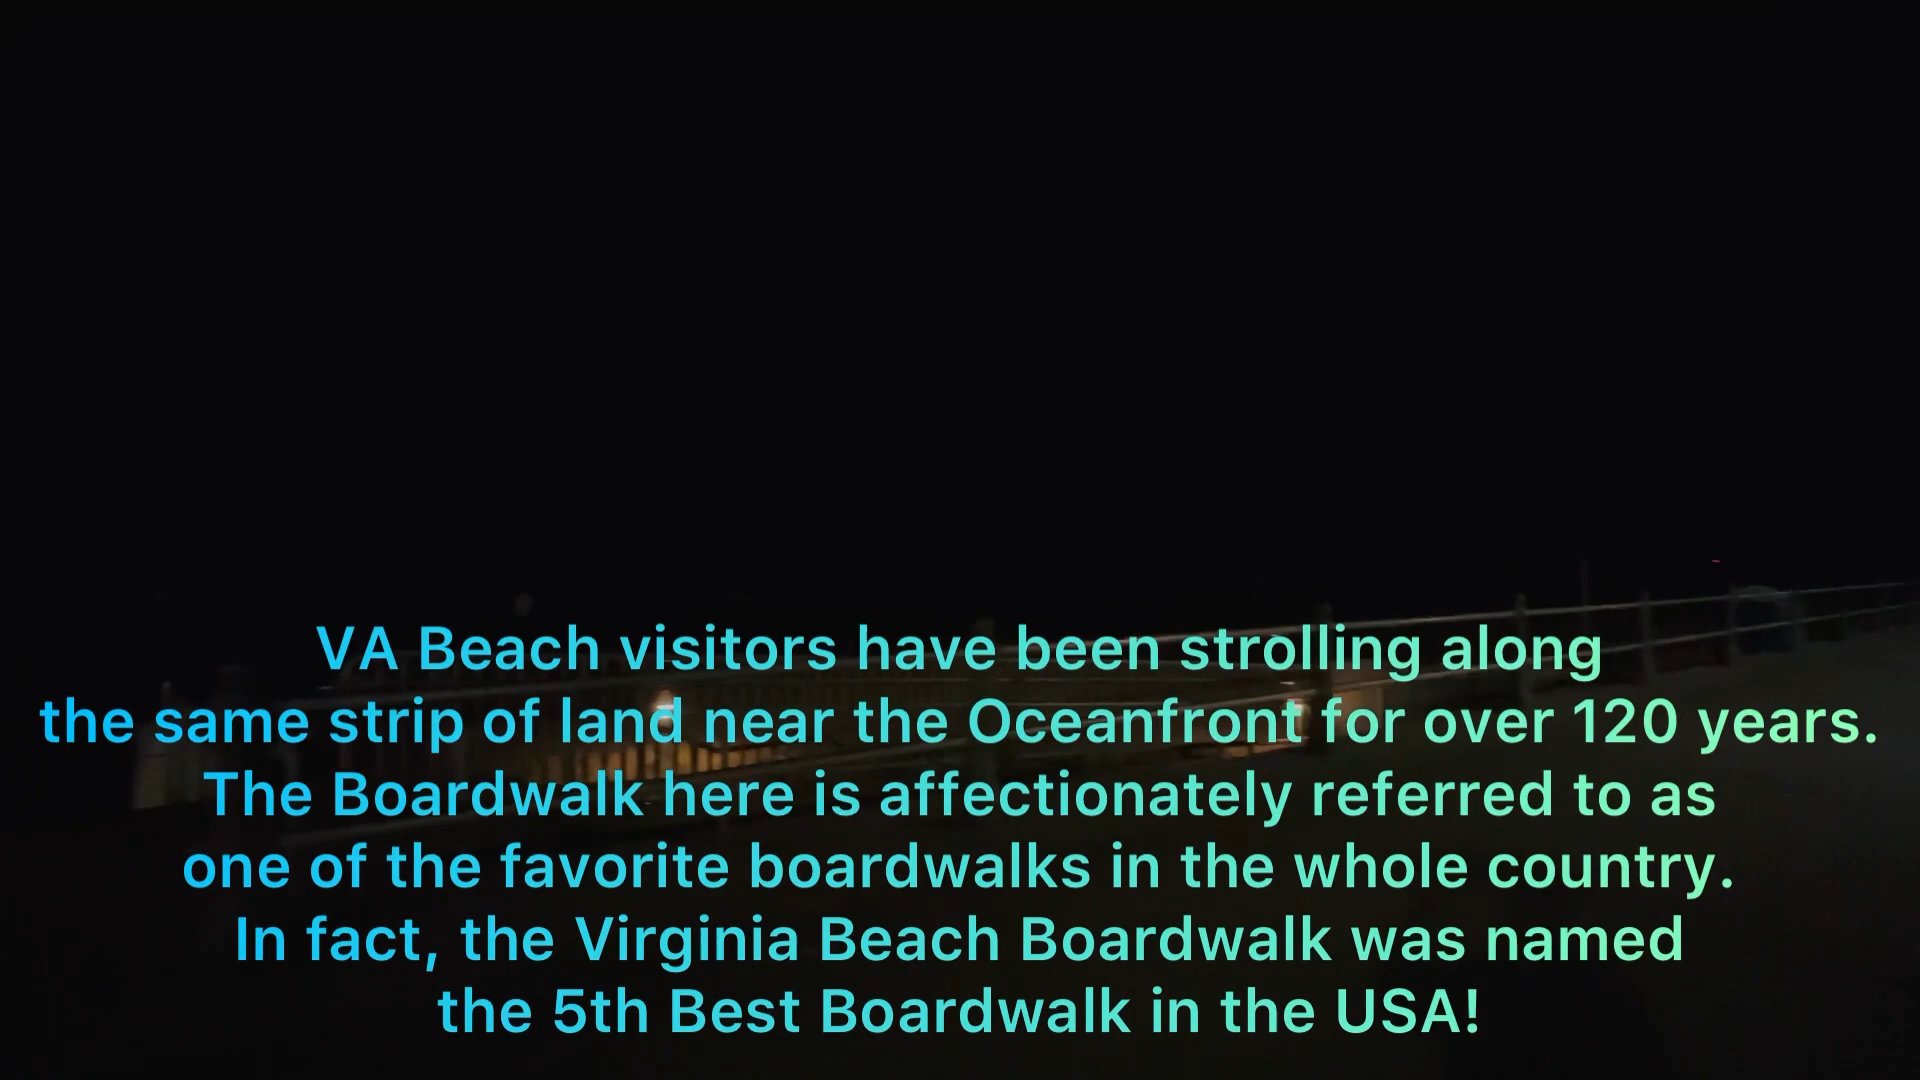 VA Beach visitors have been strolling along
the same strip of land near the Oceanfront for over 120 years.
The Boardwalk here is affectionately referred to as
one of the favorite boardwalks in the whole country.
In fact, the Virginia Beach Boardwalk was named
the 5th Best Boardwalk in the USA!